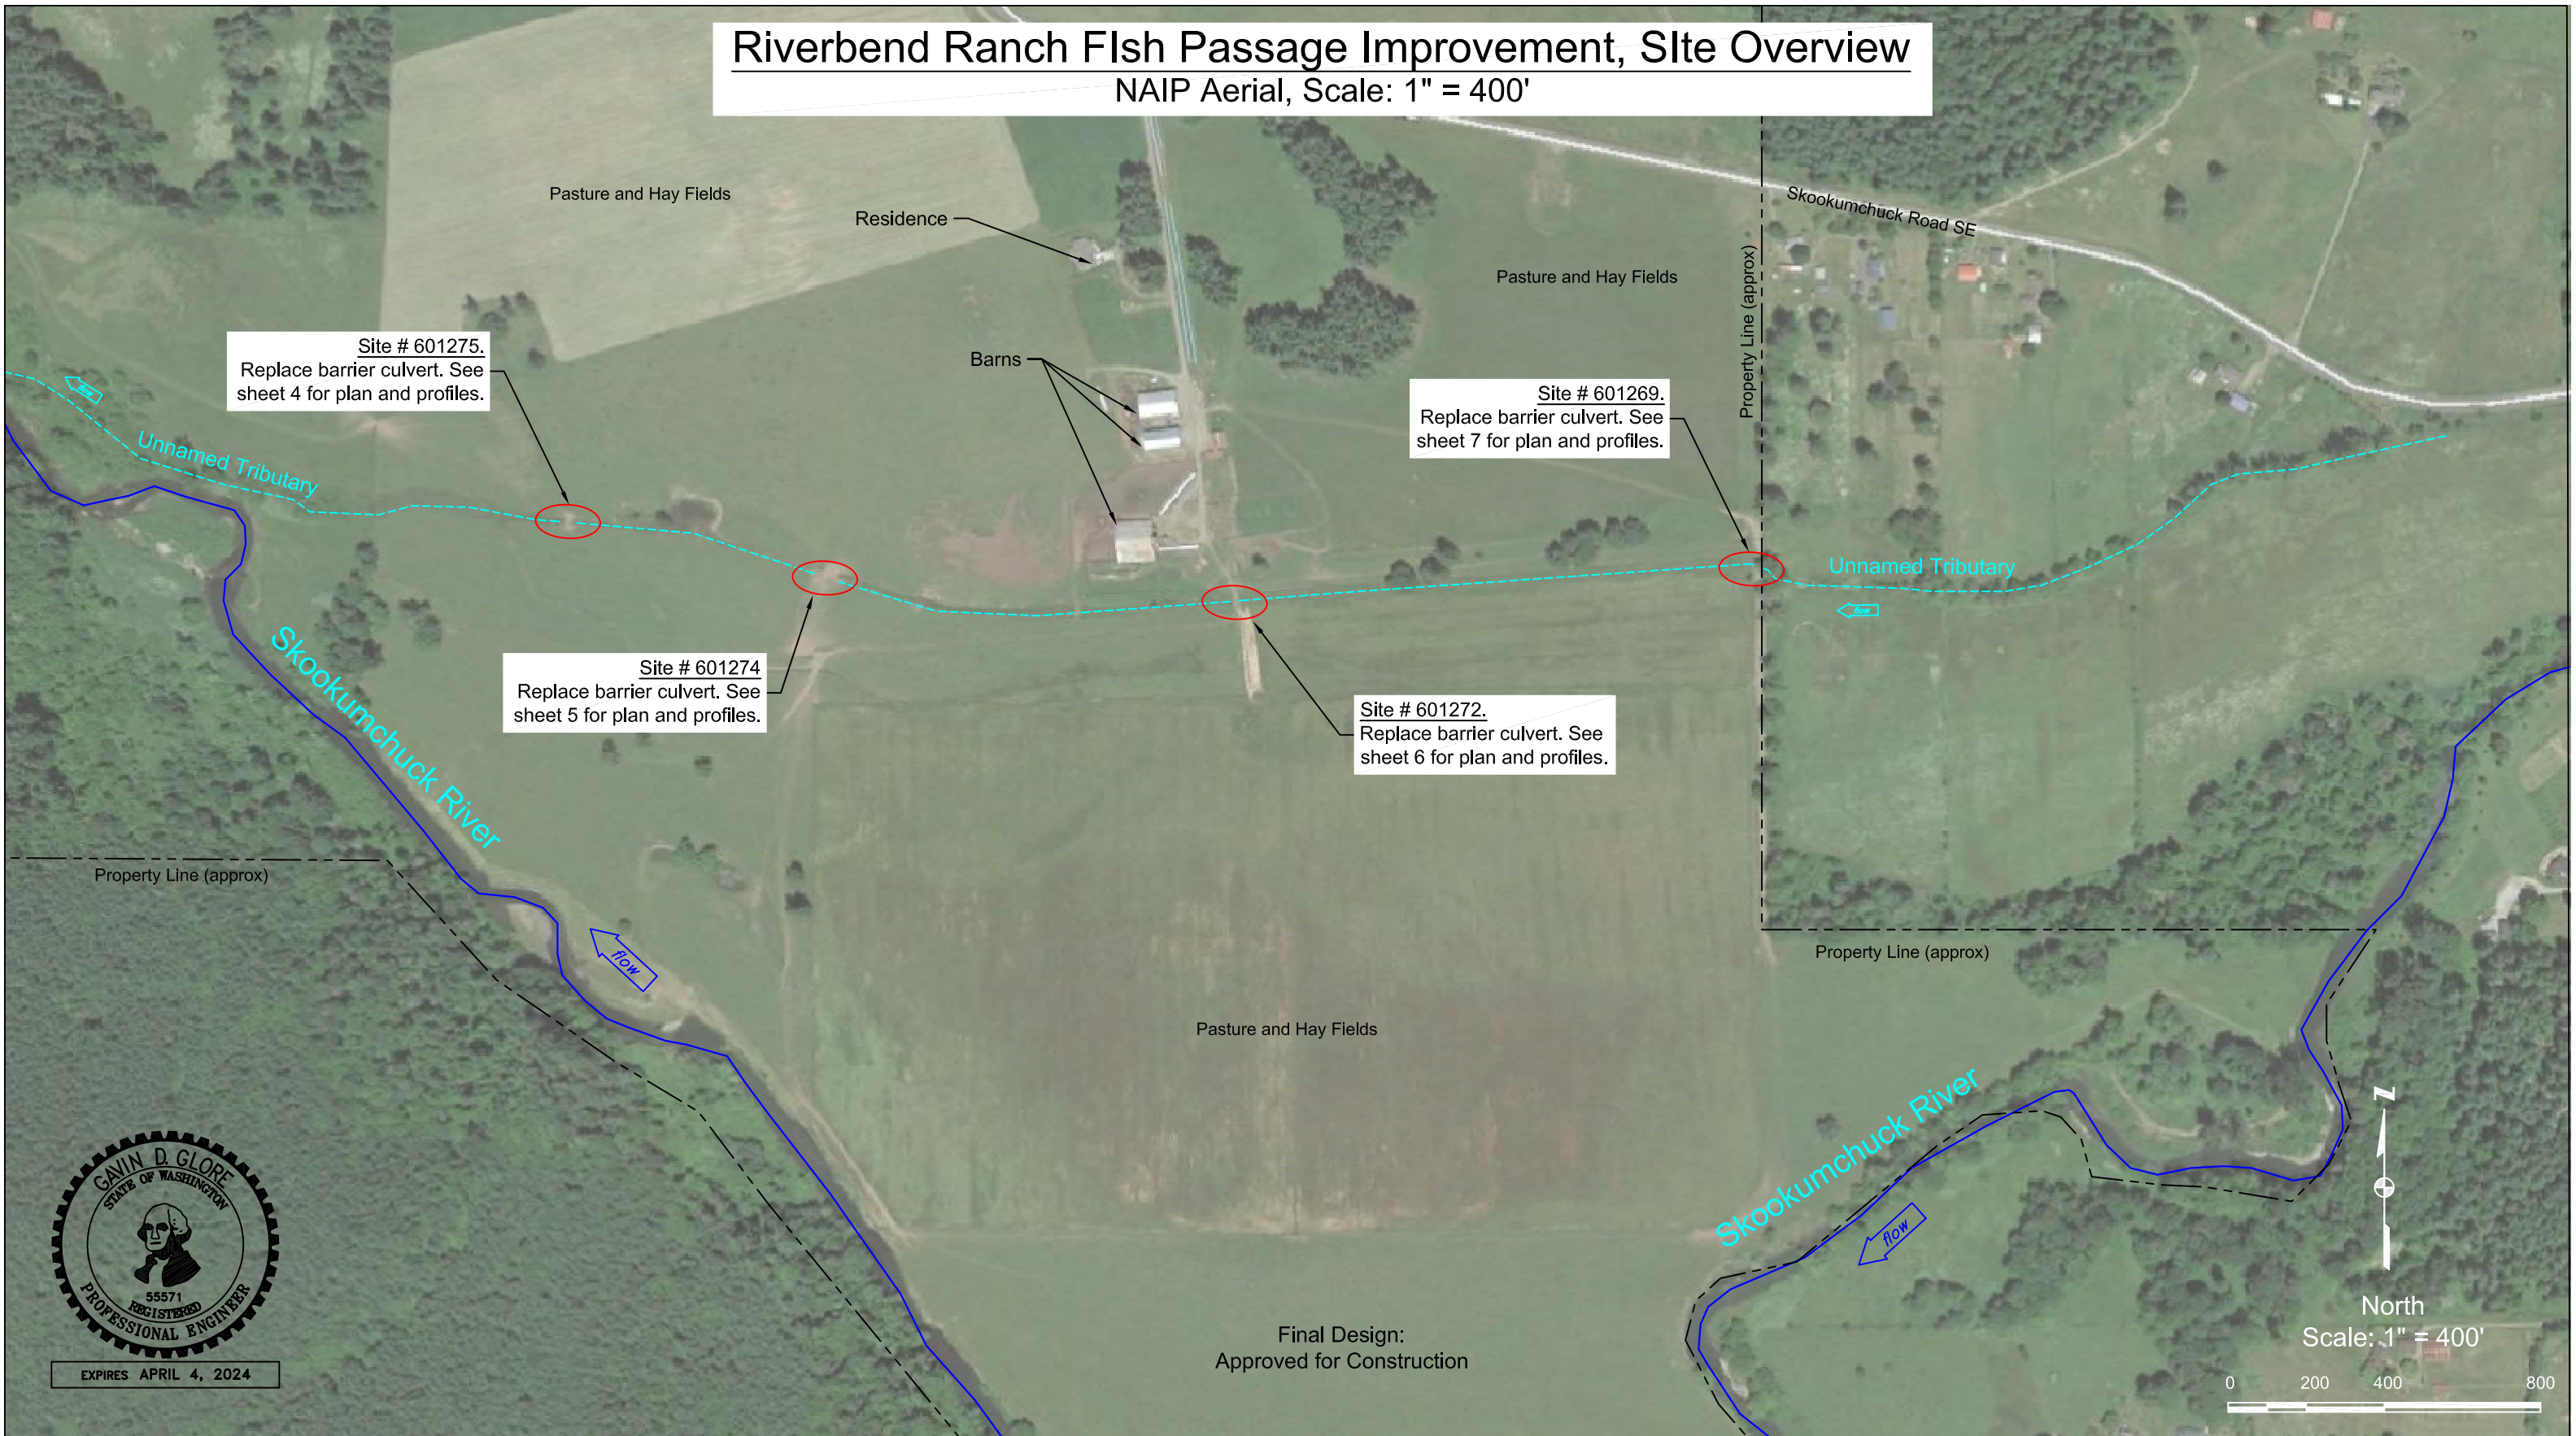 Riverbend Ranch FIsh Passage Improvement, SIte Overview
NAIP Aerial, Scale: 1" = 400'
Pasture and Hay Fields
Residence
Skookumchuck Road SE
Pasture and Hay Fields
Property Line (approx)
Site # 601275.
Replace barrier culvert. See
sheet 4 for plan and profiles.
Barns
Site # 601269.
Replace barrier culvert. See
sheet 7 for plan and profiles.
flow
Unnamed Tributary
Unnamed Tributary
flow
Site # 601274
Replace barrier culvert. See
sheet 5 for plan and profiles.
Site # 601272.
Replace barrier culvert. See
sheet 6 for plan and profiles.
Skookumchuck River
Property Line (approx)
Property Line (approx)
flow
Pasture and Hay Fields
Skookumchuck River
flow
GAVIN D. GLORE
STATE OF WASHINGTON
55571
REGISTERED
PROFESSIONAL ENGINEER
EXPIRES APRIL 4, 2024
Final Design:
Approved for Construction
N
North
Scale: 1" = 400'
0 200 400 800